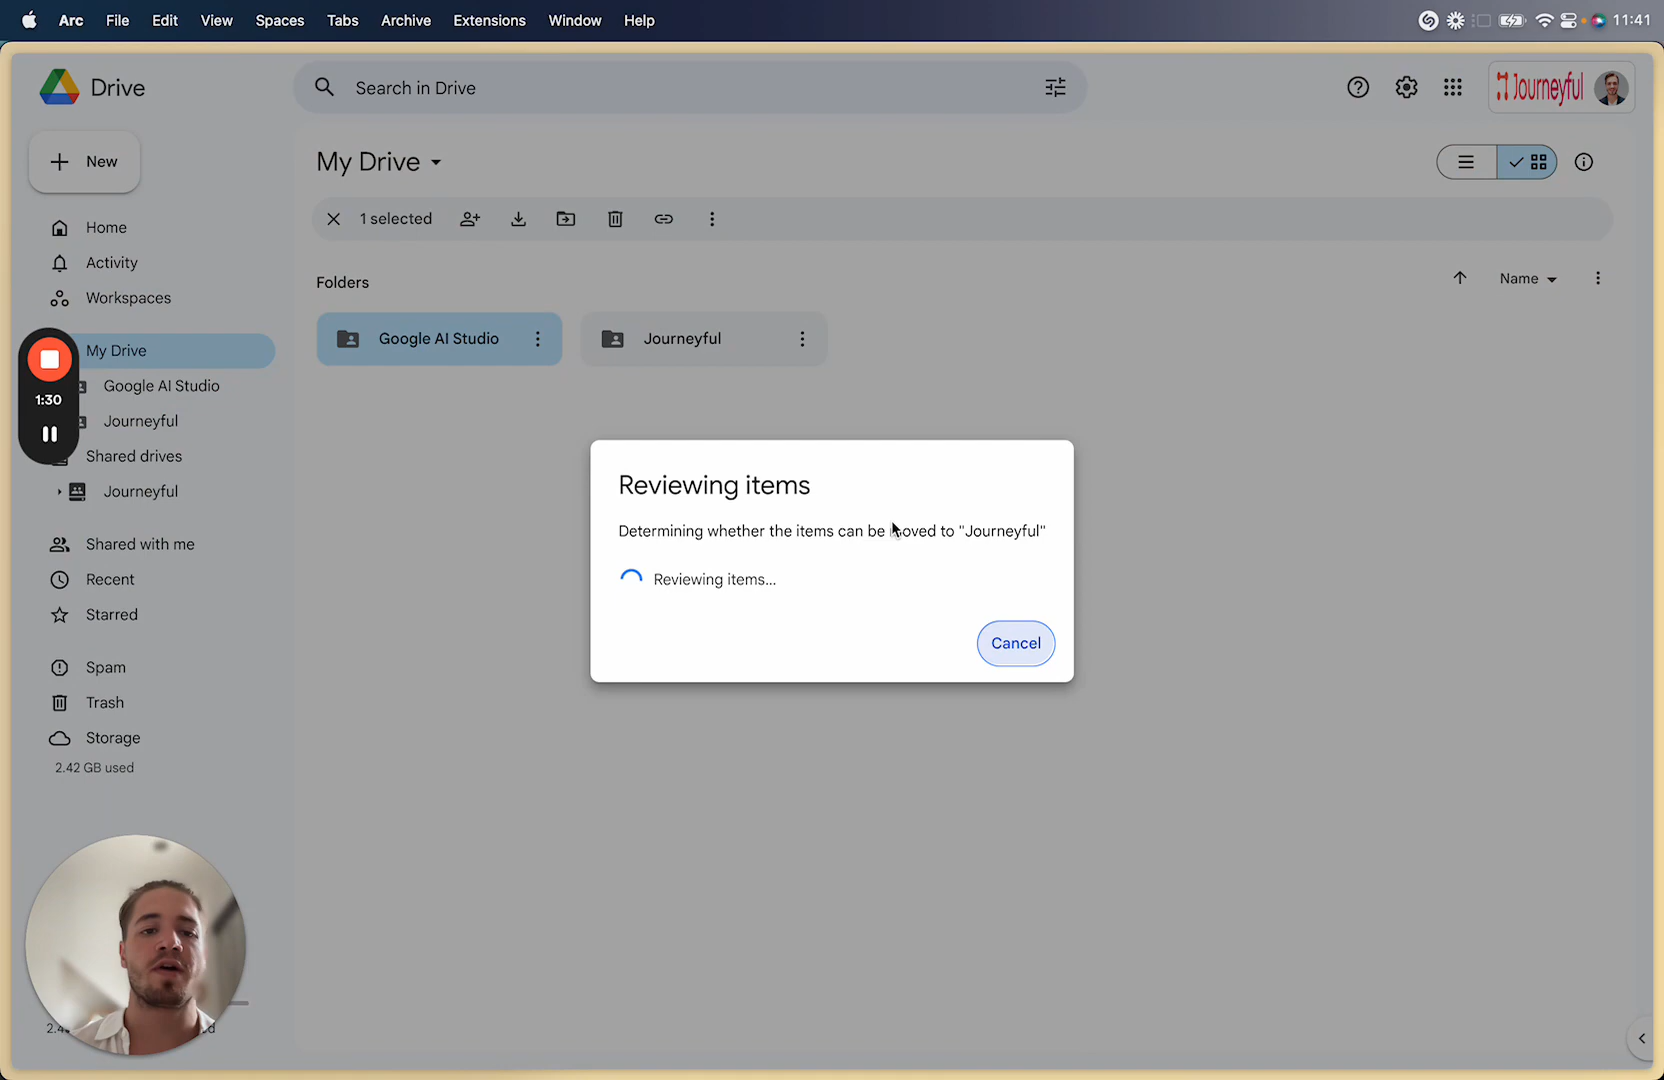 Arc File Edit View Spaces Tabs Archive Extensions Window Help 11:41
Drive
Search in Drive
Journeyful
New
My Drive
1 selected
Home
Activity
Workspaces
Folders
Name
Google AI Studio
Journeyful
My Drive
1:30
Google AI Studio
Journeyful
Shared drives
Journeyful
Shared with me
Recent
Starred
Spam
Trash
Storage
2.42 GB used
Reviewing items
Determining whether the items can be moved to "Journeyful"
Reviewing items...
Cancel